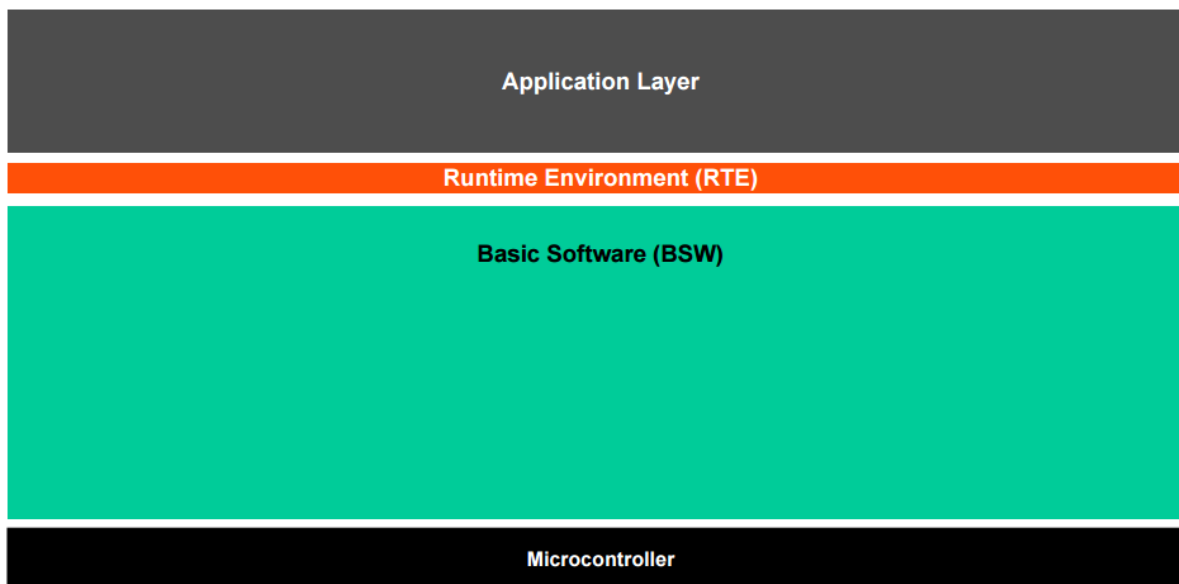 Application Layer
Runtime Environment (RTE)
Basic Software (BSW)
Microcontroller